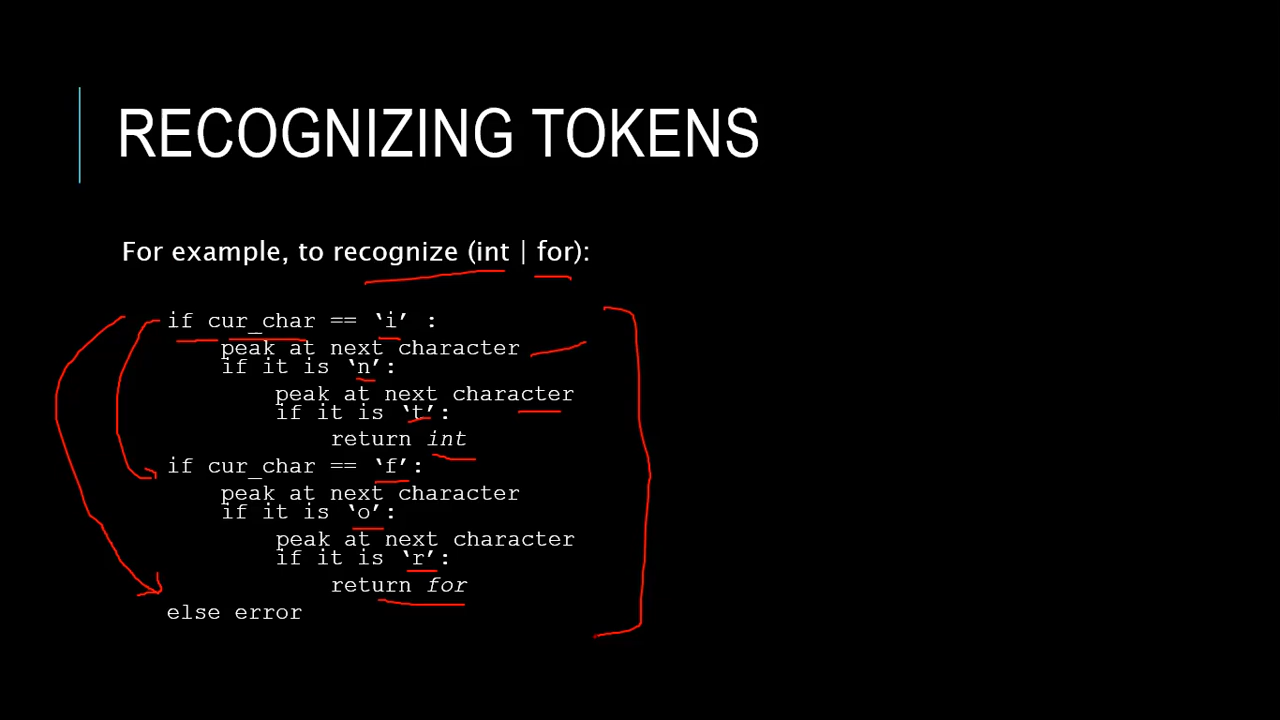 RECOGNIZING TOKENS
For example, to recognize (int | for):
if cur_char == ‘i’ :
peak at next character
if it is ‘n’:
peak at next character
if it is ‘t’:
return int
if cur_char == ‘f’:
peak at next character
if it is ‘o’:
peak at next character
if it is ‘r’:
return for
else error